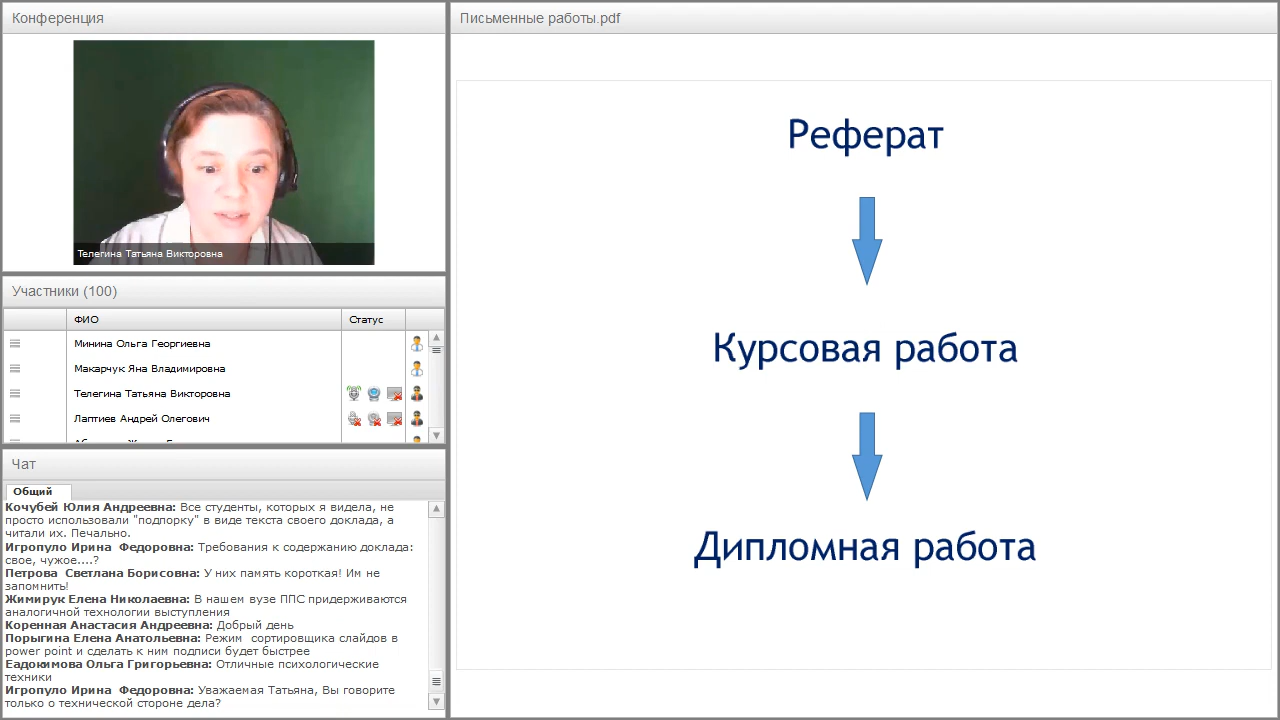 Конференция
Телегина Татьяна Викторовна
Участники (100)
ФИО Статус
Минина Ольга Георгиевна
Макарчук Яна Владимировна
Телегина Татьяна Викторовна
Лаптиев Андрей Олегович
Чат
Общий
Кочубей Юлия Андреевна: Все студенты, которых я видела, не
просто использовали "подпорку" в виде текста своего доклада, а
читали их. Печально.
Игропуло Ирина Федоровна: Требования к содержанию доклада:
свое, чужое....?
Петрова Светлана Борисовна: У них память короткая! Им не
запомнить!
Жимирук Елена Николаевна: В нашем вузе ППС придерживаются
аналогичной технологии выступления
Коренная Анастасия Андреевна: Добрый день
Порыгина Елена Анатольевна: Режим сортировщика слайдов в
power point и сделать к ним подписи будет быстрее
Евдокимова Ольга Григорьевна: Отличные психологические
техники
Игропуло Ирина Федоровна: Уважаемая Татьяна, Вы говорите
только о технической стороне дела?
Письменные работы.pdf
Реферат
Курсовая работа
Дипломная работа